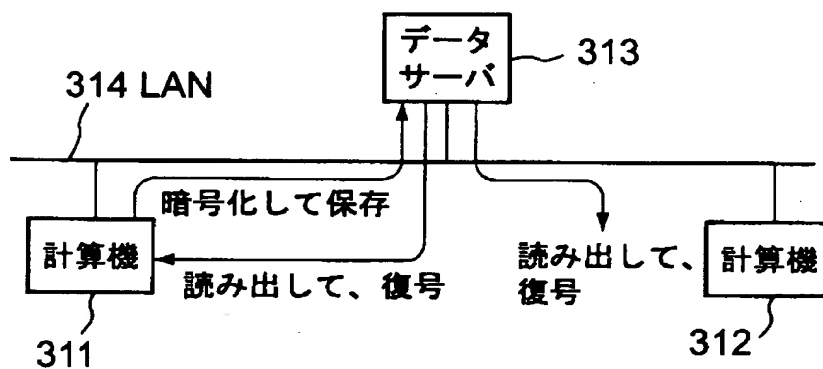 データ
サーバ
313
314 LAN
暗号化して保存
計算機
読み出して、復号
読み出して、
復号
計算機
311
312